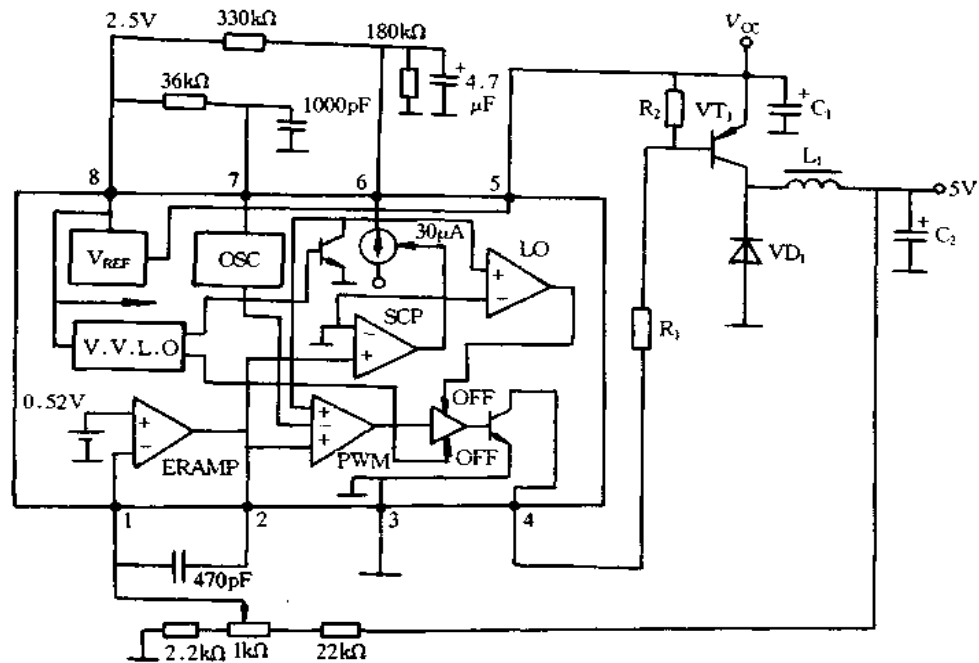 2.5V
330kΩ
180kΩ
4.7
μF
36kΩ
1000pF
V_CC
R₂
VT₁
C₁
L₁
5V
C₂
VD₁
8
7
6
5
30μA
V_REF
OSC
LO
SCP
V.V.L.O
0.52V
ERAMP
PWM
OFF
OFF
1
2
3
4
470pF
2.2kΩ
1kΩ
22kΩ
+
+
+
+
−
−
+
+
−
+
−
+